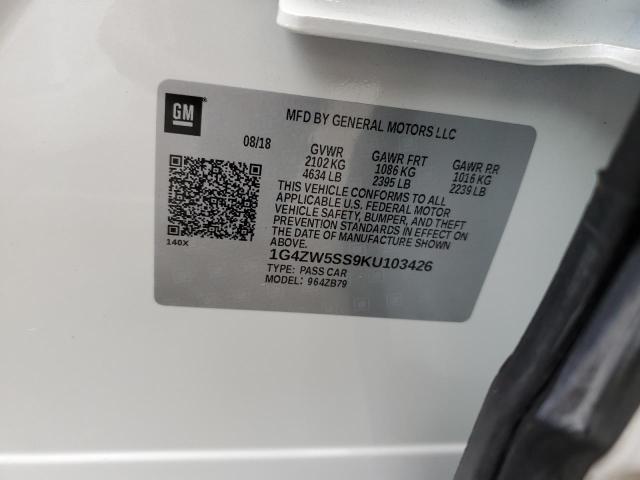 GM
MFD BY GENERAL MOTORS LLC
08/18 GVWR GAWR FRT GAWR RR
2102 KG 1086 KG 1016 KG
4634 LB 2395 LB 2239 LB
THIS VEHICLE CONFORMS TO ALL
APPLICABLE U.S. FEDERAL MOTOR
VEHICLE SAFETY, BUMPER, AND THEFT
PREVENTION STANDARDS IN EFFECT ON
THE DATE OF MANUFACTURE SHOWN
ABOVE.
140X
1G4ZW5SS9KU103426
TYPE: PASS CAR
MODEL: 964ZB79